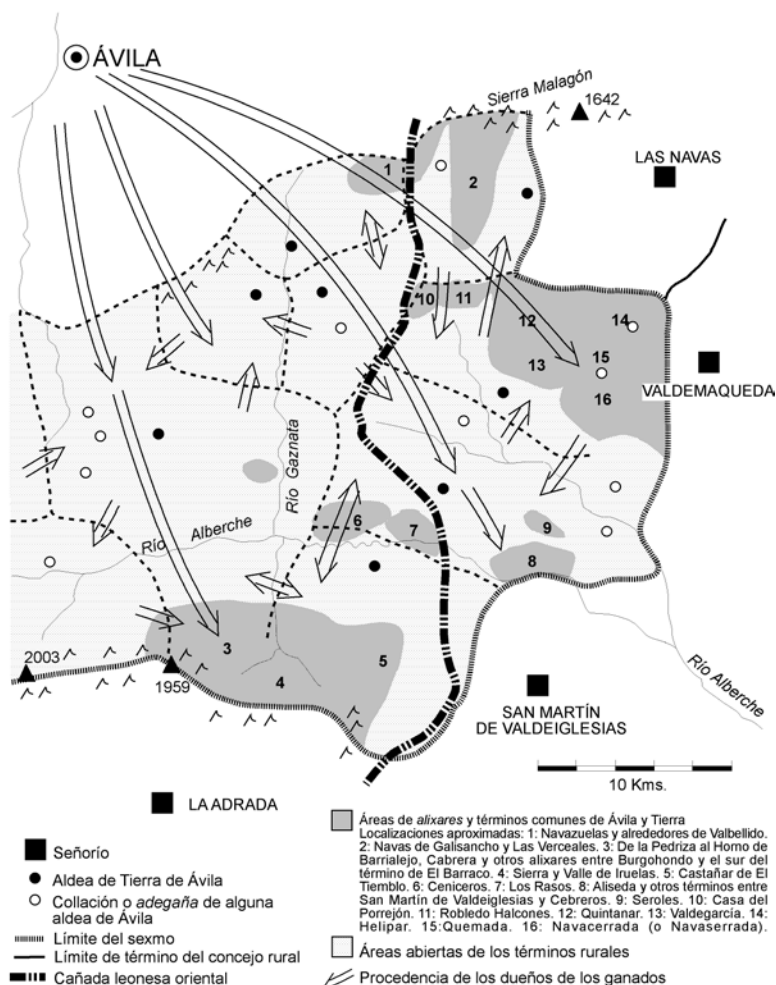 ÁVILA
Sierra Malagón
1642
LAS NAVAS
1
2
10
11
12
14
13
15
16
VALDEMAQUEDA
Río Gaznata
Río Alberche
6
7
9
8
3
5
4
2003
1959
Río Alberche
SAN MARTÍN
DE VALDEIGLESIAS
10 Kms.
LA ADRADA
Señorío
Aldea de Tierra de Ávila
Collación o adegaña de alguna
aldea de Ávila
Límite del sexmo
Límite de término del concejo rural
Cañada leonesa oriental
Áreas de alixares y términos comunes de Ávila y Tierra
Localizaciones aproximadas: 1: Navazuelas y alrededores de Valbellido.
2: Navas de Galisancho y Las Verceales. 3: De la Pedriza al Horno de
Barrialejo, Cabrera y otros alixares entre Burgohondo y el sur del
término de El Barraco. 4: Sierra y Valle de Iruelas. 5: Castañar de El
Tiemblo. 6: Ceniceros. 7: Los Rasos. 8: Aliseda y otros términos entre
San Martín de Valdeiglesias y Cebreros. 9: Seroles. 10: Casa del
Porrejón. 11: Robledo Halcones. 12: Quintanar. 13: Valdegarcía. 14:
Helipar. 15:Quemada. 16: Navacerrada (o Navaserrada).
Áreas abiertas de los términos rurales
Procedencia de los dueños de los ganados